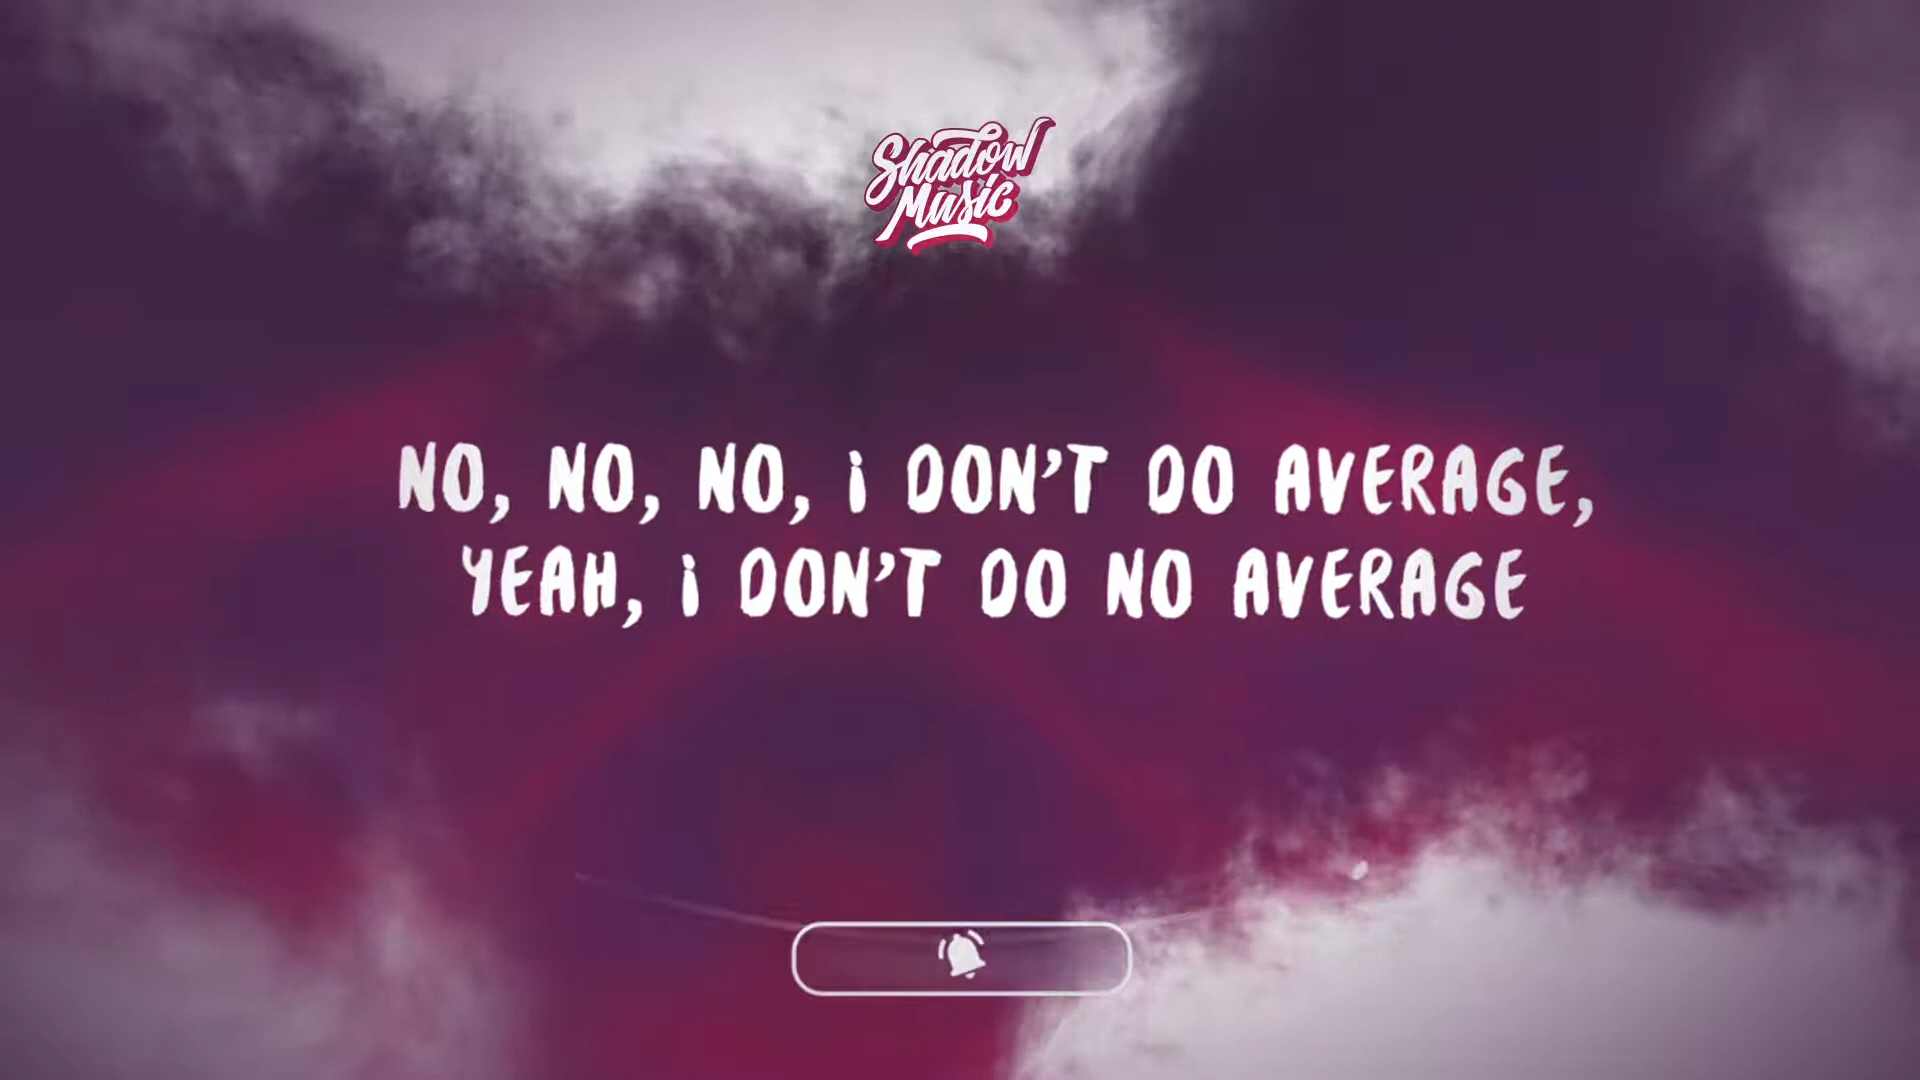 Shadow
Music
NO, NO, NO, i DON'T DO AVERAGE,
YEAH, i DON'T DO NO AVERAGE